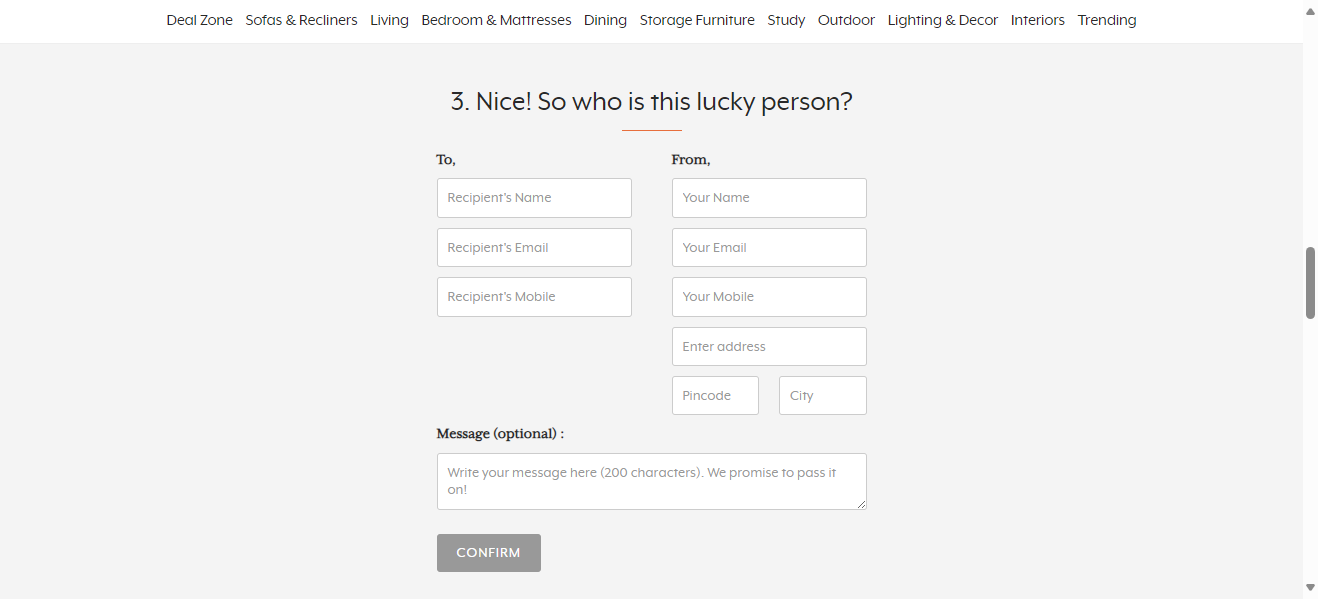 Deal Zone Sofas & Recliners Living Bedroom & Mattresses Dining Storage Furniture Study Outdoor Lighting & Decor Interiors Trending
3. Nice! So who is this lucky person?
To,
Recipient's Name
Recipient's Email
Recipient's Mobile
From,
Your Name
Your Email
Your Mobile
Enter address
Pincode City
Message (optional) :
Write your message here (200 characters). We promise to pass it
on!
CONFIRM